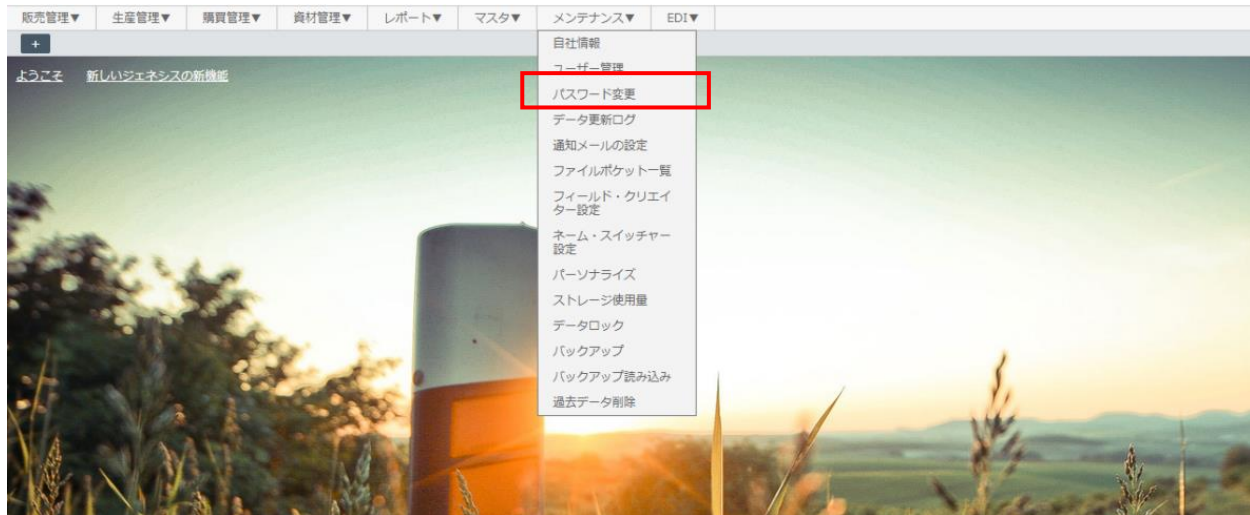 販売管理▼ 生産管理▼ 購買管理▼ 資材管理▼ レポート▼ マスタ▼ メンテナンス▼ EDI▼
+
ようこそ 新しいジェネシスの新機能
自社情報
ユーザー管理
パスワード変更
データ更新ログ
通知メールの設定
ファイルポケット一覧
フィールド・クリエイ
ター設定
ネーム・スイッチャー
設定
パーソナライズ
ストレージ使用量
データロック
バックアップ
バックアップ読み込み
過去データ削除